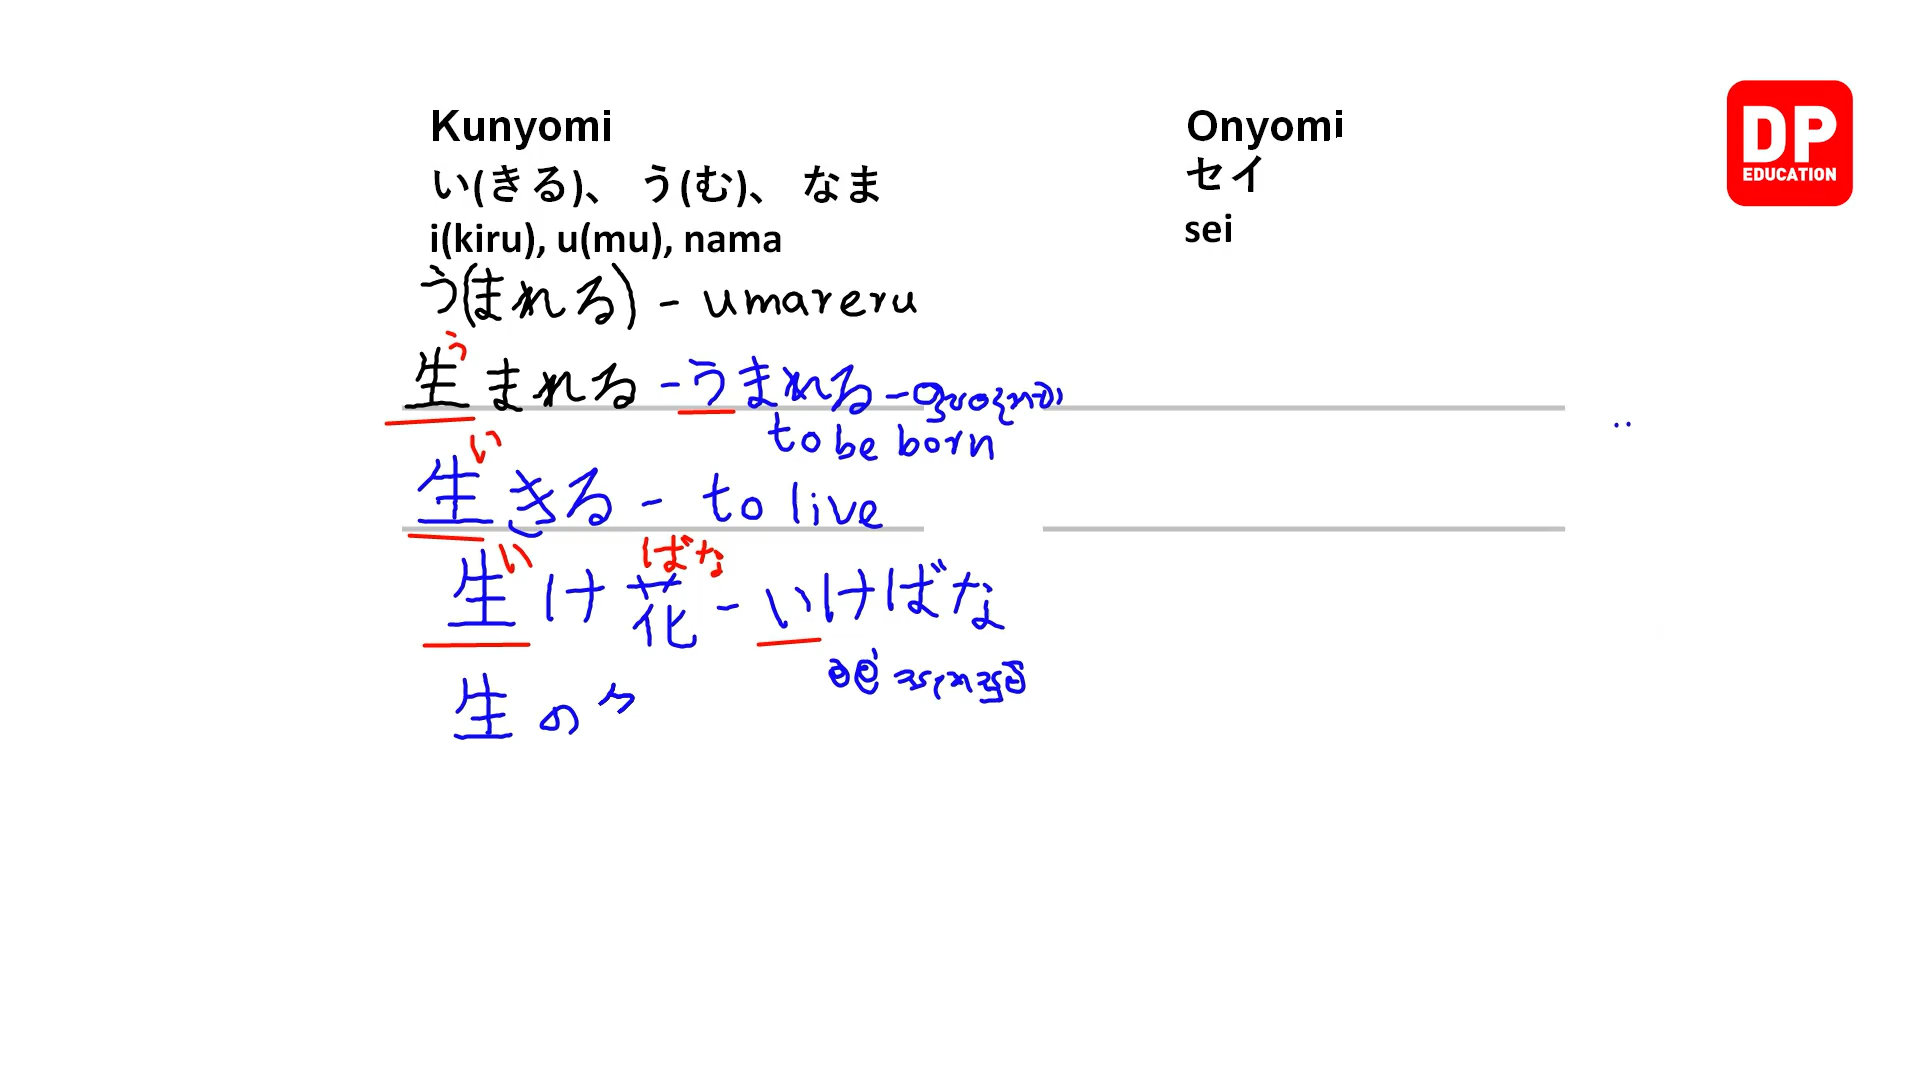 Kunyomi
い(きる)、 う(む)、 なま
i(kiru), u(mu), nama
Onyomi
セイ
sei
DP
EDUCATION
う(まれる) - umareru
う
生まれる - うまれる -
to be born
い
生きる - to live
い ばな
生け花 - いけばな
生の